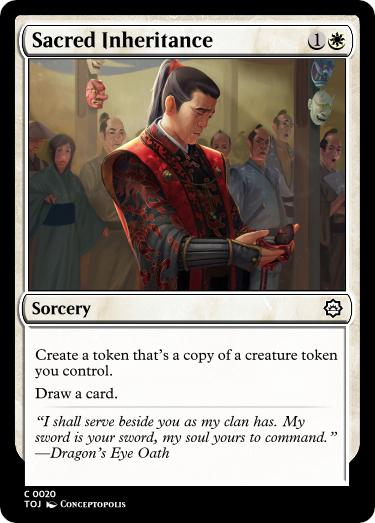 Sacred Inheritance 1
Sorcery
Create a token that's a copy of a creature token
you control.
Draw a card.
“I shall serve beside you as my clan has. My
sword is your sword, my soul yours to command.”
—Dragon's Eye Oath
C 0020
TOJ Conceptopolis